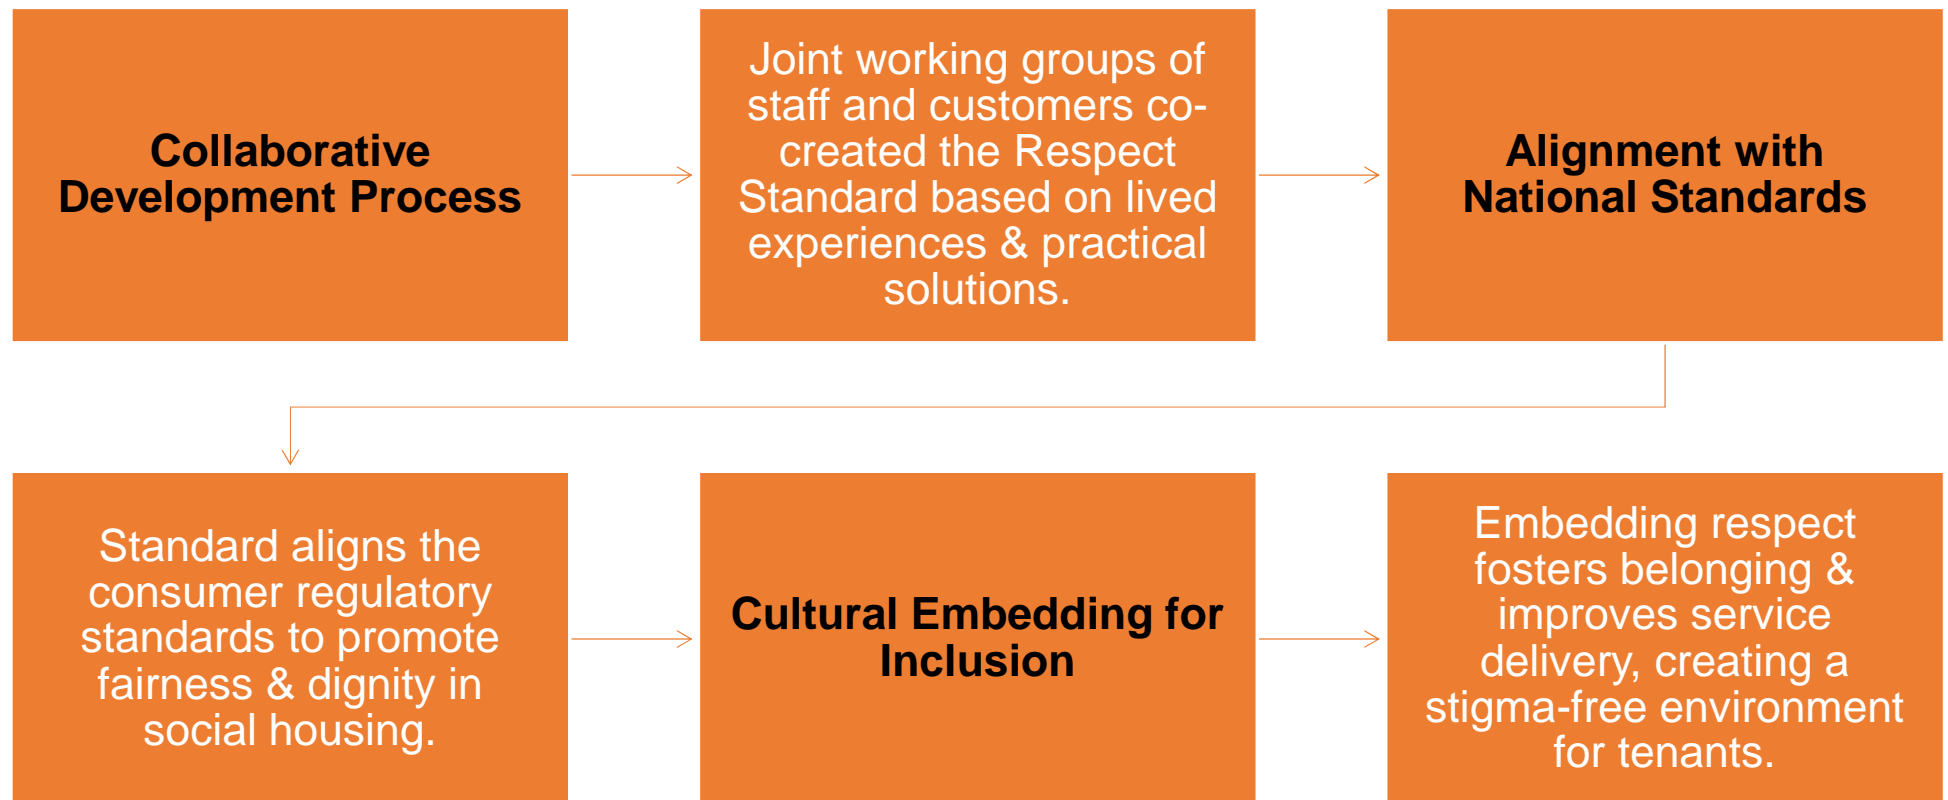 Collaborative
Development Process
Joint working groups of
staff and customers co-
created the Respect
Standard based on lived
experiences & practical
solutions.
Alignment with
National Standards
Standard aligns the
consumer regulatory
standards to promote
fairness & dignity in
social housing.
Cultural Embedding for
Inclusion
Embedding respect
fosters belonging &
improves service
delivery, creating a
stigma-free environment
for tenants.